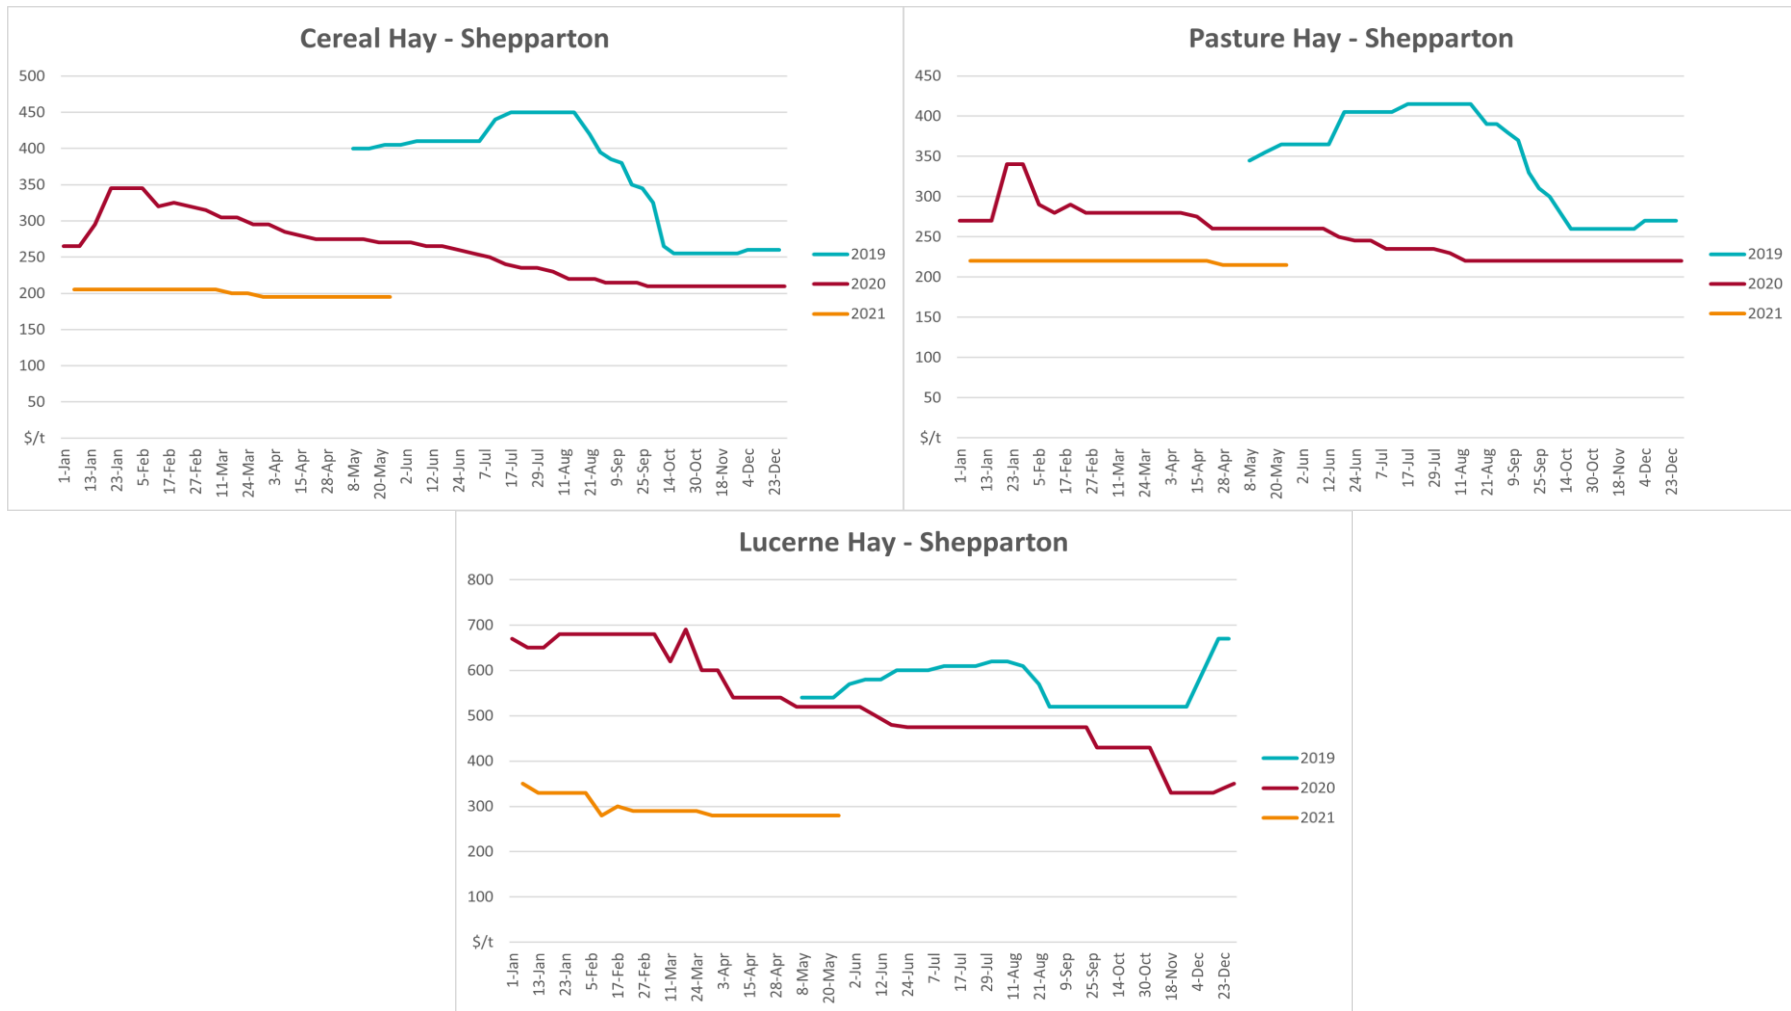 Cereal Hay - Shepparton
500
450
400
350
300
250
200
150
100
50
$/t
1-Jan
13-Jan
23-Jan
5-Feb
17-Feb
27-Feb
11-Mar
24-Mar
3-Apr
15-Apr
28-Apr
8-May
20-May
2-Jun
12-Jun
24-Jun
7-Jul
17-Jul
29-Jul
11-Aug
21-Aug
9-Sep
25-Sep
14-Oct
30-Oct
18-Nov
4-Dec
23-Dec
2019
2020
2021
Pasture Hay - Shepparton
450
400
350
300
250
200
150
100
50
$/t
1-Jan
13-Jan
23-Jan
5-Feb
17-Feb
27-Feb
11-Mar
24-Mar
3-Apr
15-Apr
28-Apr
8-May
20-May
2-Jun
12-Jun
24-Jun
7-Jul
17-Jul
29-Jul
11-Aug
21-Aug
9-Sep
25-Sep
14-Oct
30-Oct
18-Nov
4-Dec
23-Dec
2019
2020
2021
Lucerne Hay - Shepparton
800
700
600
500
400
300
200
100
$/t
1-Jan
13-Jan
23-Jan
5-Feb
17-Feb
27-Feb
11-Mar
24-Mar
3-Apr
15-Apr
28-Apr
8-May
20-May
2-Jun
12-Jun
24-Jun
7-Jul
17-Jul
29-Jul
11-Aug
21-Aug
9-Sep
25-Sep
14-Oct
30-Oct
18-Nov
4-Dec
23-Dec
2019
2020
2021